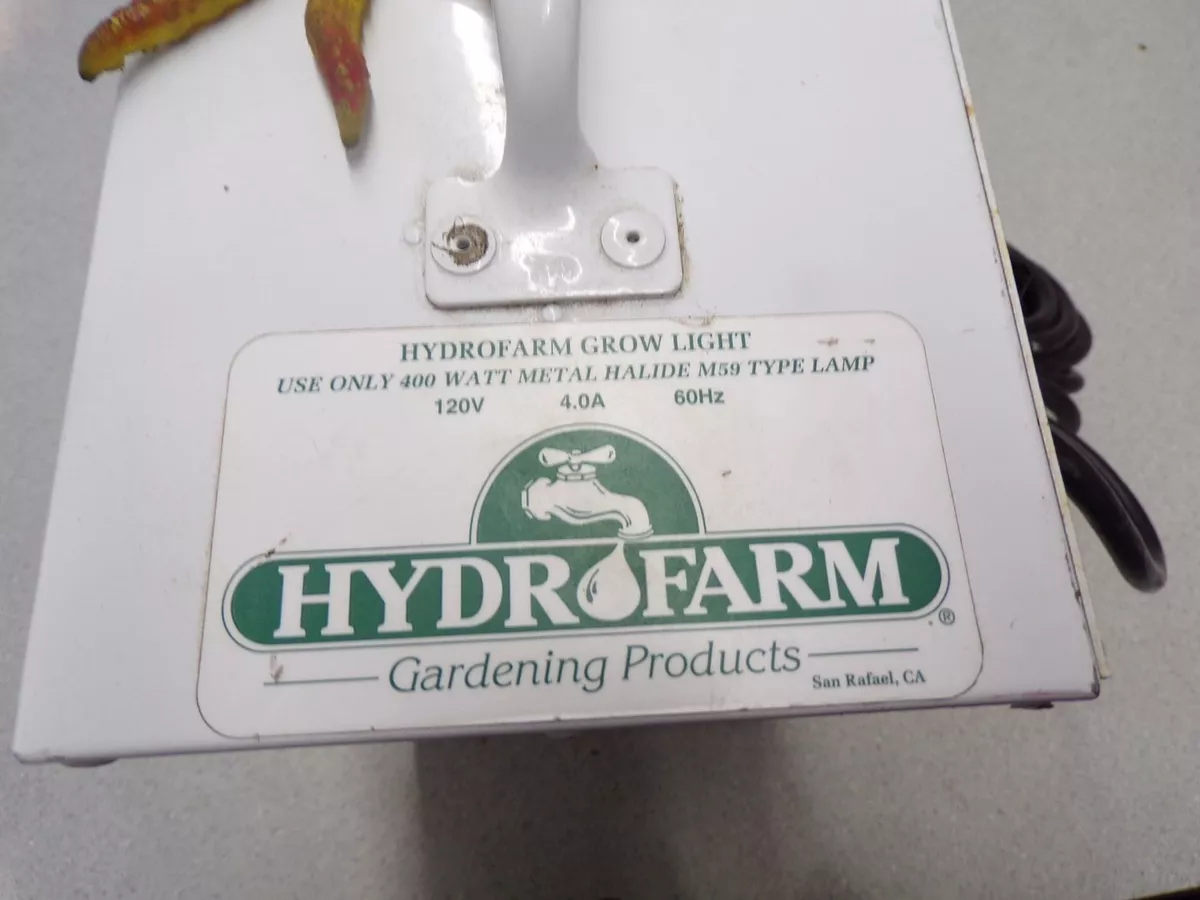 HYDROFARM GROW LIGHT
USE ONLY 400 WATT METAL HALIDE M59 TYPE LAMP
120V 4.0A 60Hz
HYDROFARM ®
Gardening Products
San Rafael, CA